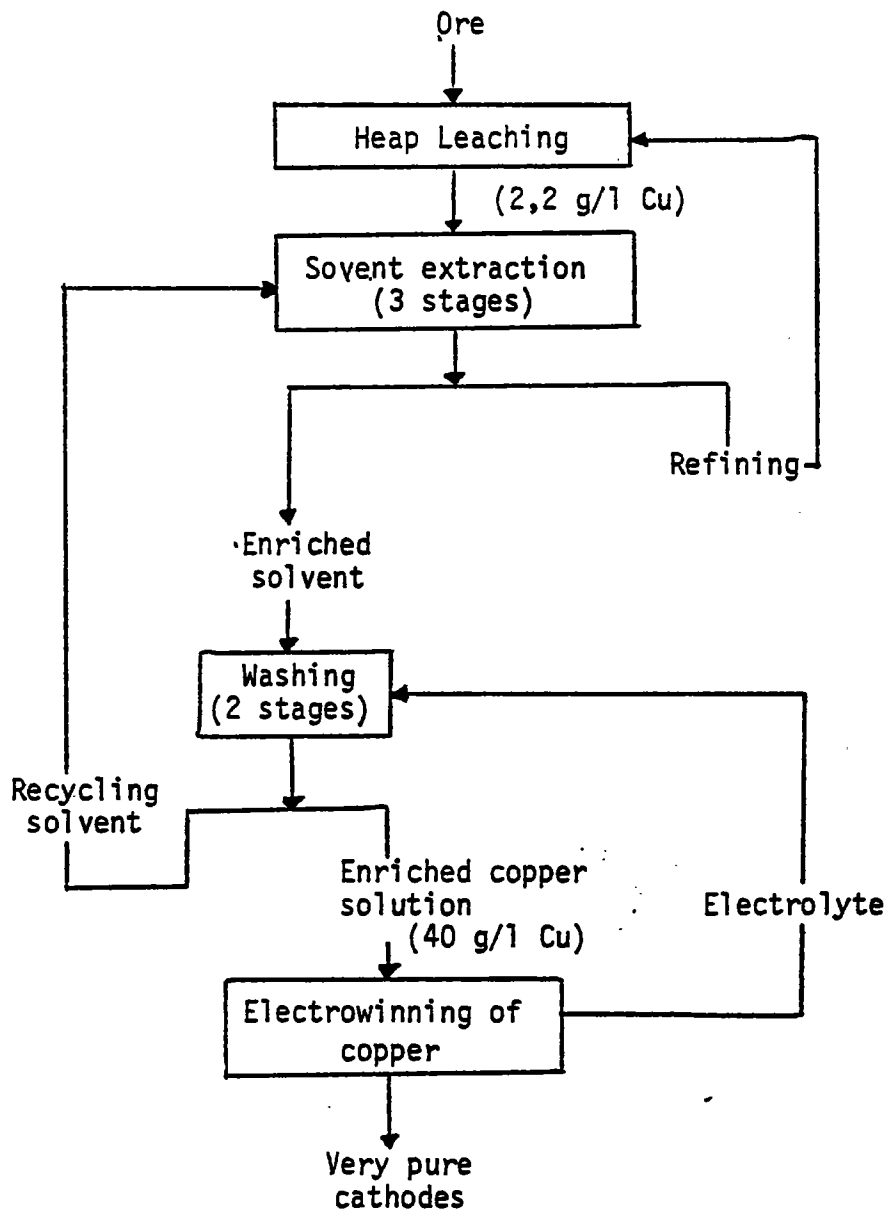 Ore
Heap Leaching
(2,2 g/l Cu)
Sovent extraction
(3 stages)
Refining
Enriched
solvent
Washing
(2 stages)
Recycling
solvent
Enriched copper
solution
(40 g/l Cu)
Electrolyte
Electrowinning of
copper
Very pure
cathodes